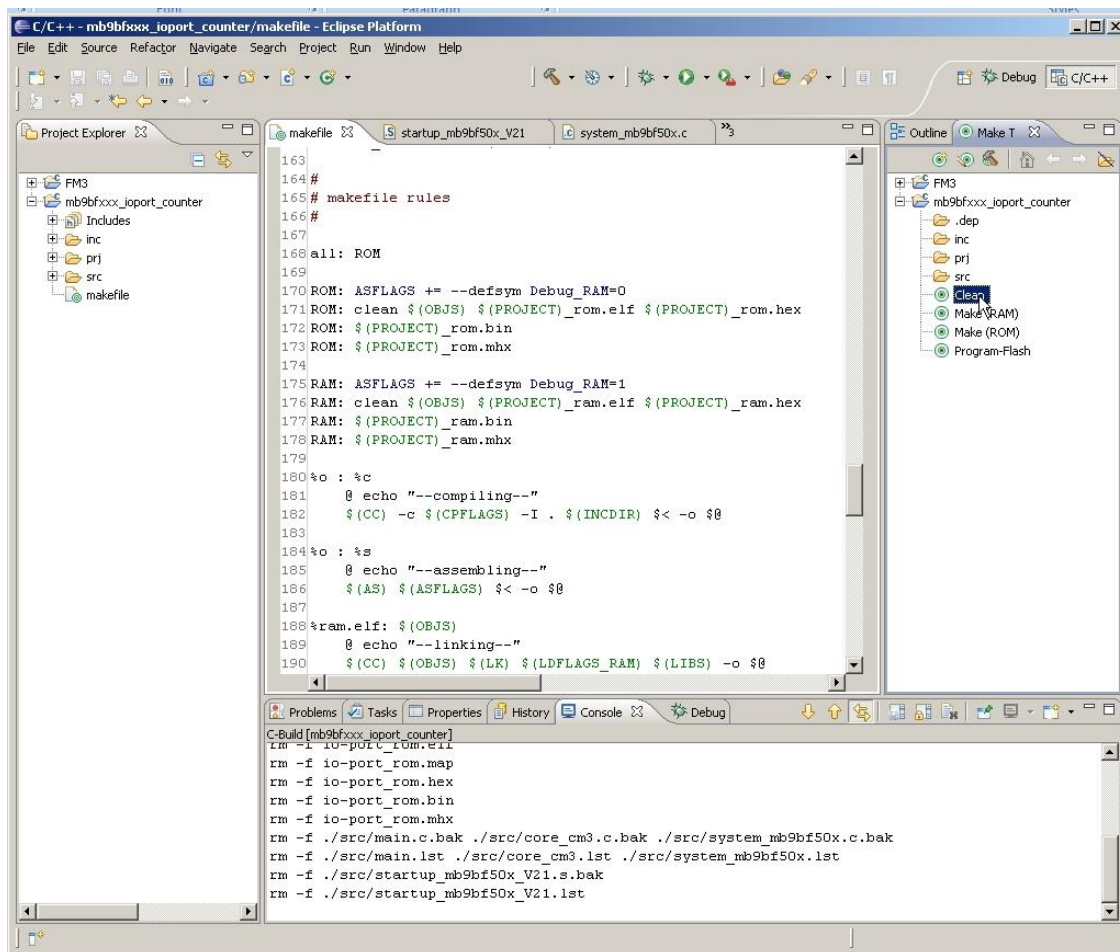 C/C++ - mb9bfxxx_ioport_counter/makefile - Eclipse Platform
File Edit Source Refactor Navigate Search Project Run Window Help
Debug C/C++
Project Explorer
FM3
mb9bfxxx_ioport_counter
Includes
inc
prj
src
makefile
makefile startup_mb9bf50x_V21 system_mb9bf50x.c »3
163
164 #
165 # makefile rules
166 #
167
168 all: ROM
169
170 ROM: ASFLAGS += --defsym Debug_RAM=0
171 ROM: clean $(OBJS) $(PROJECT)_rom.elf $(PROJECT)_rom.hex
172 ROM: $(PROJECT)_rom.bin
173 ROM: $(PROJECT)_rom.mhx
174
175 RAM: ASFLAGS += --defsym Debug_RAM=1
176 RAM: clean $(OBJS) $(PROJECT)_ram.elf $(PROJECT)_ram.hex
177 RAM: $(PROJECT)_ram.bin
178 RAM: $(PROJECT)_ram.mhx
179
180 %o : %c
181 @ echo "--compiling--"
182 $(CC) -c $(CPFLAGS) -I . $(INCDIR) $< -o $@
183
184 %o : %s
185 @ echo "--assembling--"
186 $(AS) $(ASFLAGS) $< -o $@
187
188 %ram.elf: $(OBJS)
189 @ echo "--linking--"
190 $(CC) $(OBJS) $(LK) $(LDFLAGS_RAM) $(LIBS) -o $@
Outline Make T
FM3
mb9bfxxx_ioport_counter
.dep
inc
prj
src
Clean
Make (RAM)
Make (ROM)
Program-Flash
Problems Tasks Properties History Console Debug
C-Build [mb9bfxxx_ioport_counter]
rm -f io-port_rom.elf
rm -f io-port_rom.map
rm -f io-port_rom.hex
rm -f io-port_rom.bin
rm -f io-port_rom.mhx
rm -f ./src/main.c.bak ./src/core_cm3.c.bak ./src/system_mb9bf50x.c.bak
rm -f ./src/main.lst ./src/core_cm3.lst ./src/system_mb9bf50x.lst
rm -f ./src/startup_mb9bf50x_V21.s.bak
rm -f ./src/startup_mb9bf50x_V21.lst